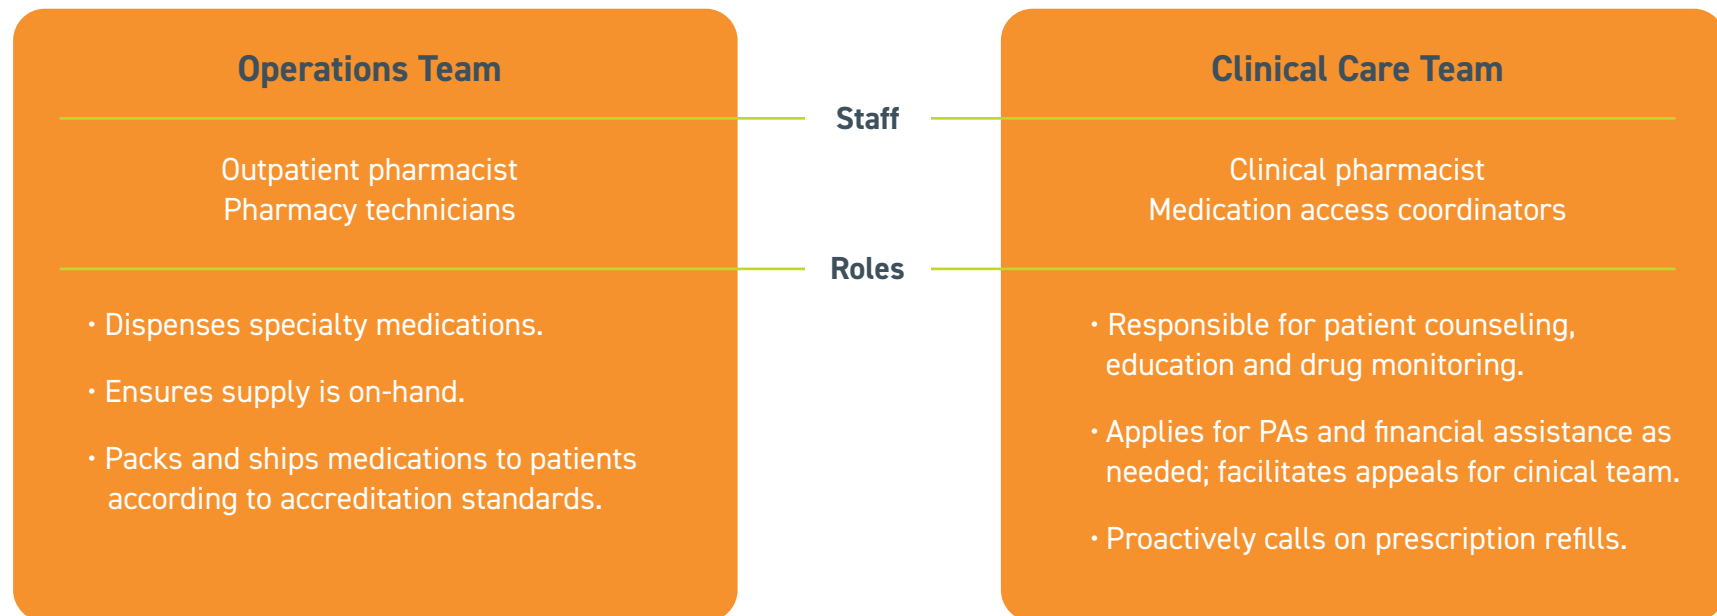 Operations Team
Staff
Outpatient pharmacist
Pharmacy technicians
Roles
· Dispenses specialty medications.
· Ensures supply is on-hand.
· Packs and ships medications to patients
according to accreditation standards.
Clinical Care Team
Clinical pharmacist
Medication access coordinators
· Responsible for patient counseling,
education and drug monitoring.
· Applies for PAs and financial assistance as
needed; facilitates appeals for cinical team.
· Proactively calls on prescription refills.